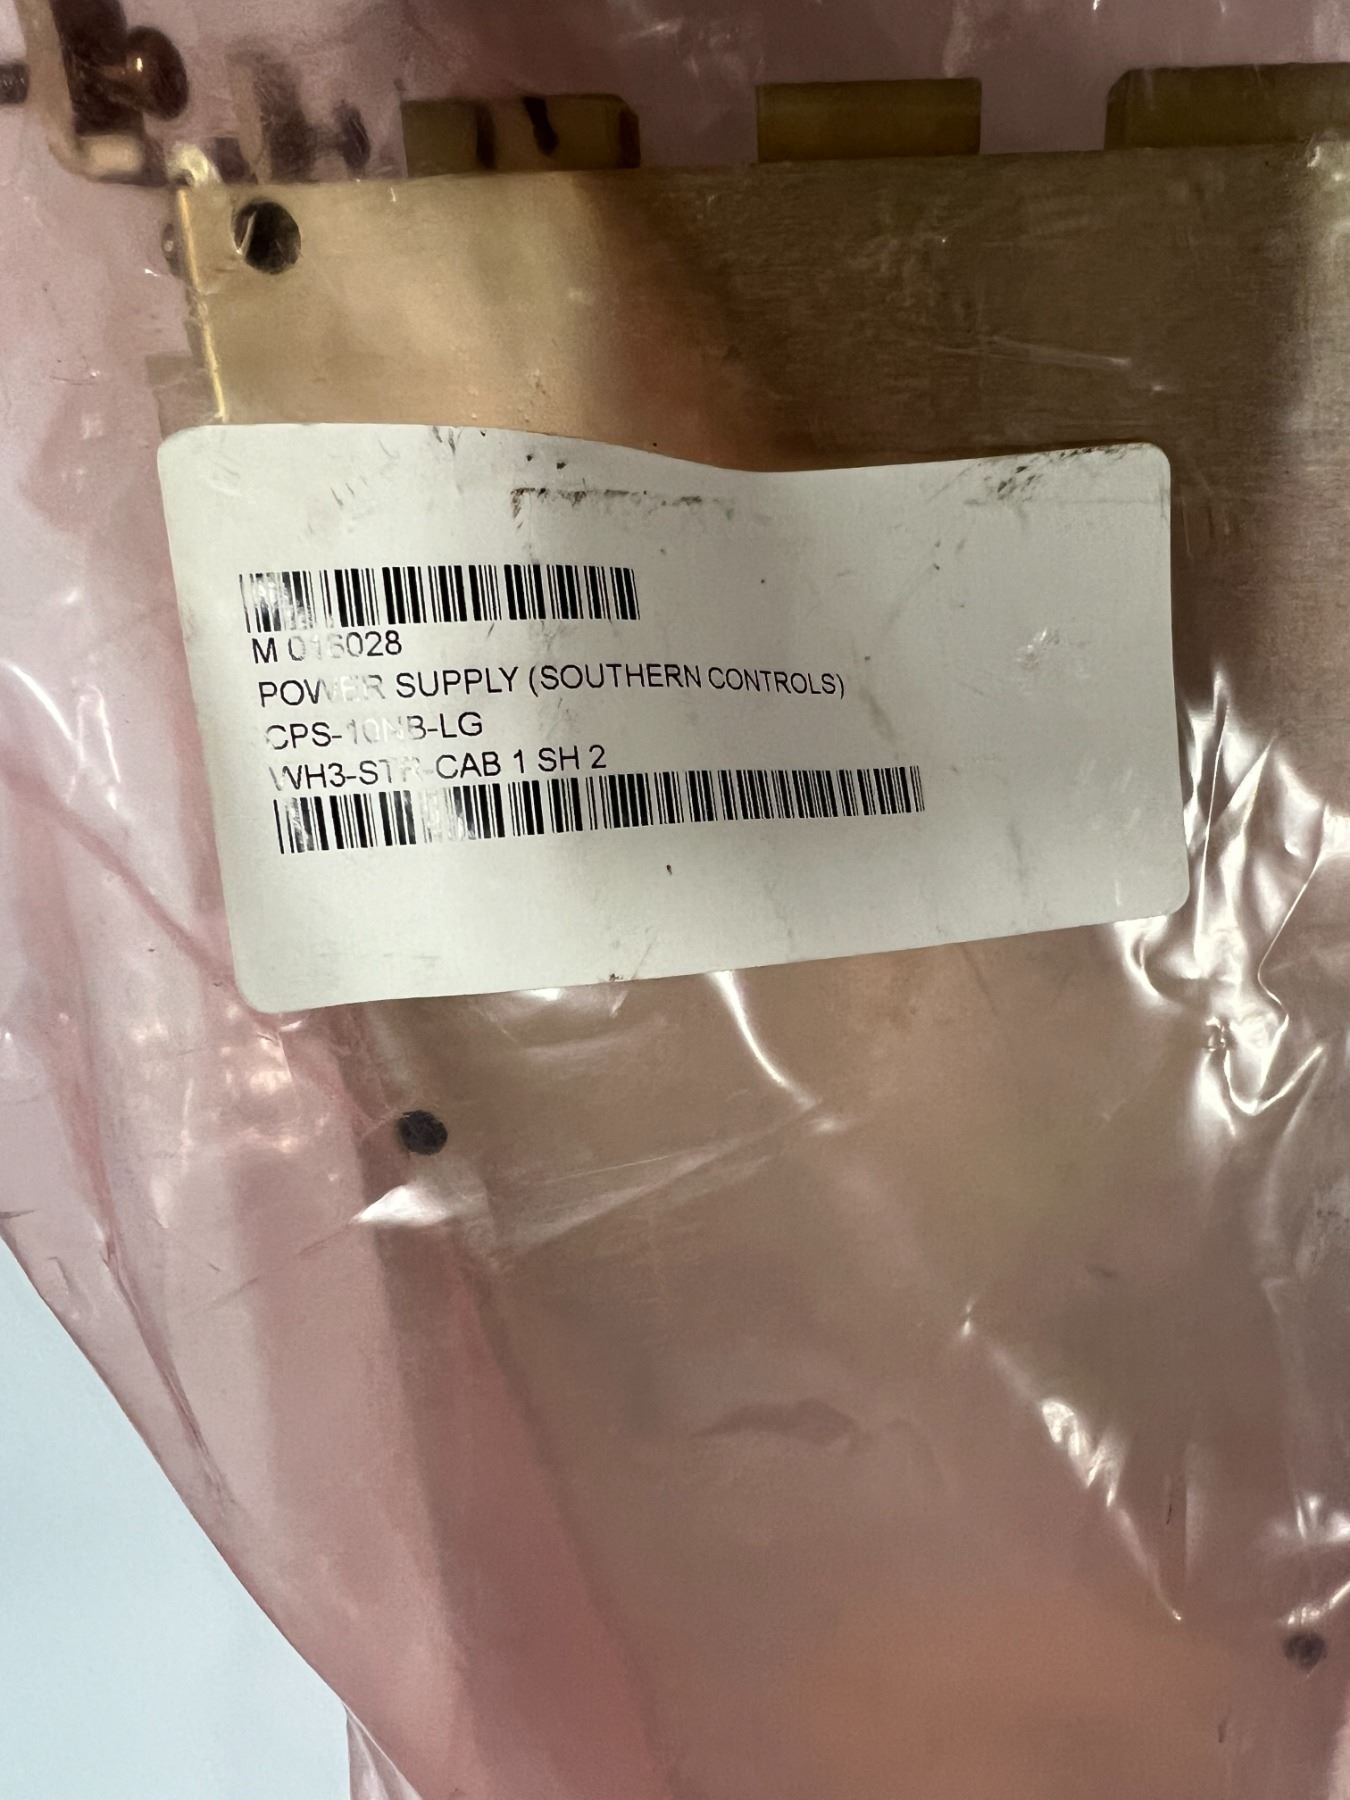 M 016028
POWER SUPPLY (SOUTHERN CONTROLS)
CPS-10NB-LG
WH3-STR-CAB 1 SH 2